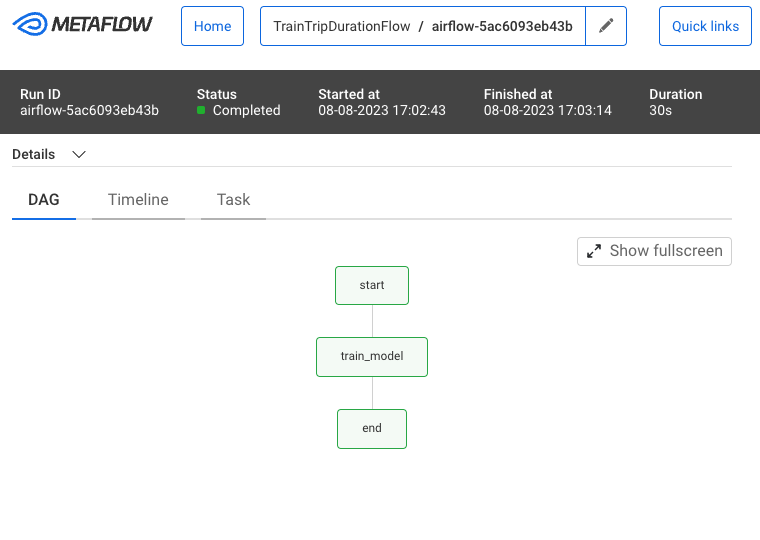 METAFLOW
Home
TrainTripDurationFlow / airflow-5ac6093eb43b
Quick links
Run ID
airflow-5ac6093eb43b
Status
Completed
Started at
08-08-2023 17:02:43
Finished at
08-08-2023 17:03:14
Duration
30s
Details
DAG
Timeline
Task
Show fullscreen
start
train_model
end